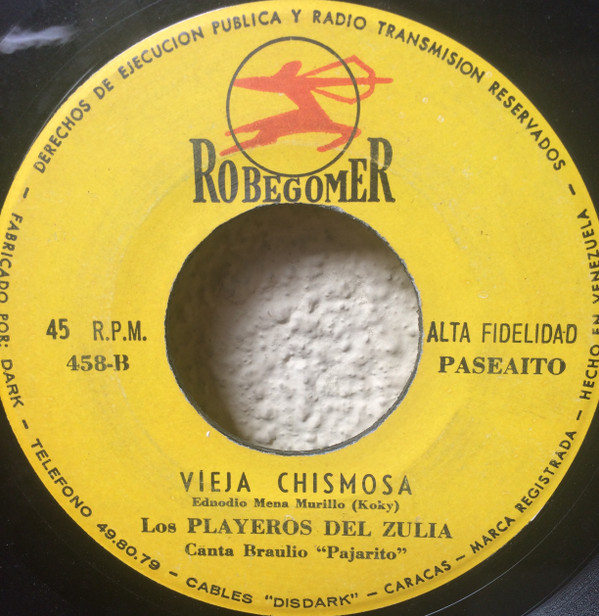 DERECHOS DE EJECUCION PUBLICA Y RADIO TRANSMISION RESERVADOS — HECHO EN VENEZUELA
FABRICADO POR: DARK — TELEFONO 49.80.79 — CABLES "DISDARK" — CARACAS — MARCA REGISTRADA —
ROBEGOMER
45 R.P.M.
458-B
ALTA FIDELIDAD
PASEAITO
VIEJA CHISMOSA
Eduodio Mena Murillo (Koky)
Los PLAYEROS DEL ZULIA
Canta Braulio "Pajarito"